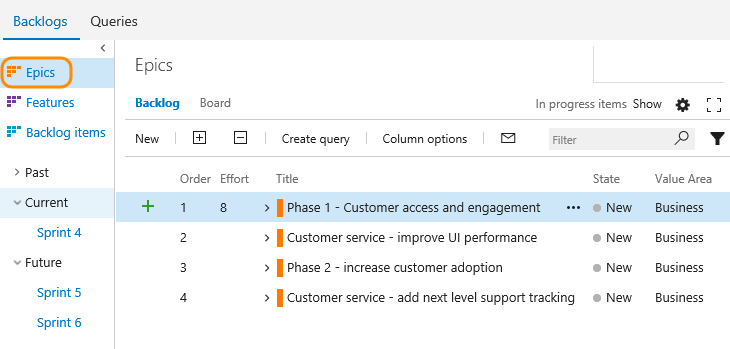 Backlogs Queries
Epics
Features
Backlog items
Past
Current
Sprint 4
Future
Sprint 5
Sprint 6
Epics
Backlog Board In progress items Show
New Create query Column options Filter
Order Effort Title State Value Area
1 8 Phase 1 - Customer access and engagement ... New Business
2 Customer service - improve UI performance New Business
3 Phase 2 - increase customer adoption New Business
4 Customer service - add next level support tracking New Business